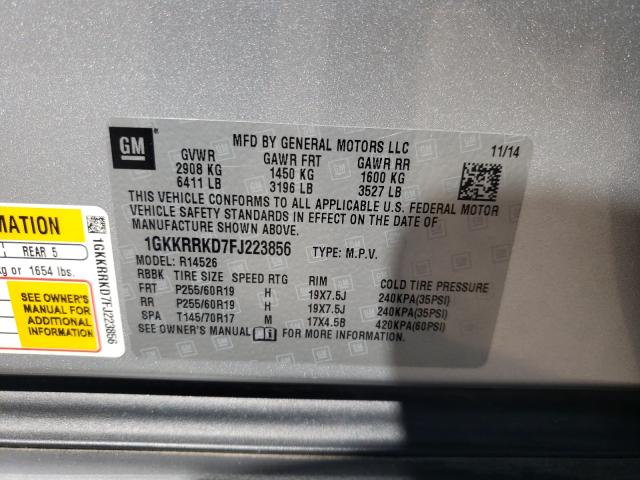 GM
MFD BY GENERAL MOTORS LLC 11/14
GVWR GAWR FRT GAWR RR
2908 KG 1450 KG 1600 KG
6411 LB 3196 LB 3527 LB
THIS VEHICLE CONFORMS TO ALL APPLICABLE U.S. FEDERAL MOTOR
VEHICLE SAFETY STANDARDS IN EFFECT ON THE DATE OF
MANUFACTURE SHOWN ABOVE.
1GKKRRKD7FJ223856 TYPE: M.P.V.
MODEL: R14526
RBBK TIRE SIZE SPEED RTG RIM COLD TIRE PRESSURE
FRT P255/60R19 H 19X7.5J 240KPA(35PSI)
RR P255/60R19 H 19X7.5J 240KPA(35PSI)
SPA T145/70R17 M 17X4.5B 420KPA(60PSI)
SEE OWNER'S MANUAL FOR MORE INFORMATION
REAR 5
kg or 1654 lbs.
SEE OWNER'S
MANUAL FOR
ADDITIONAL
INFORMATION
1GKKRRKD7FJ223856